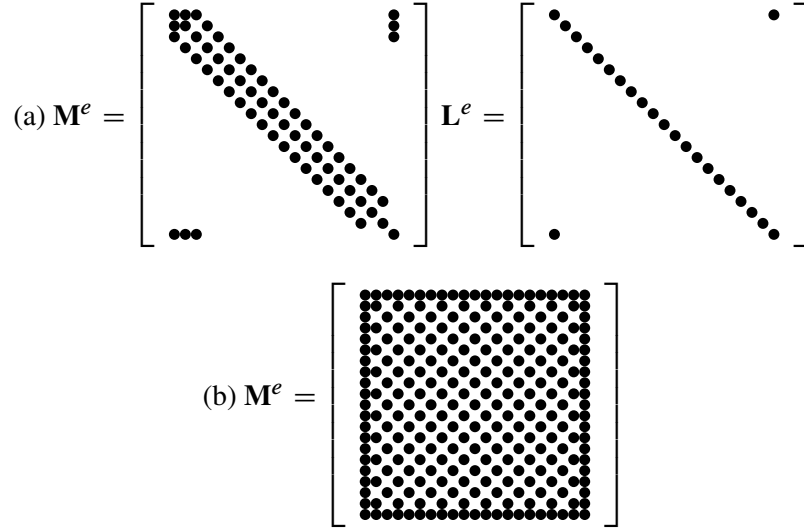 (a) Mᵉ = Lᵉ =
(b) Mᵉ =